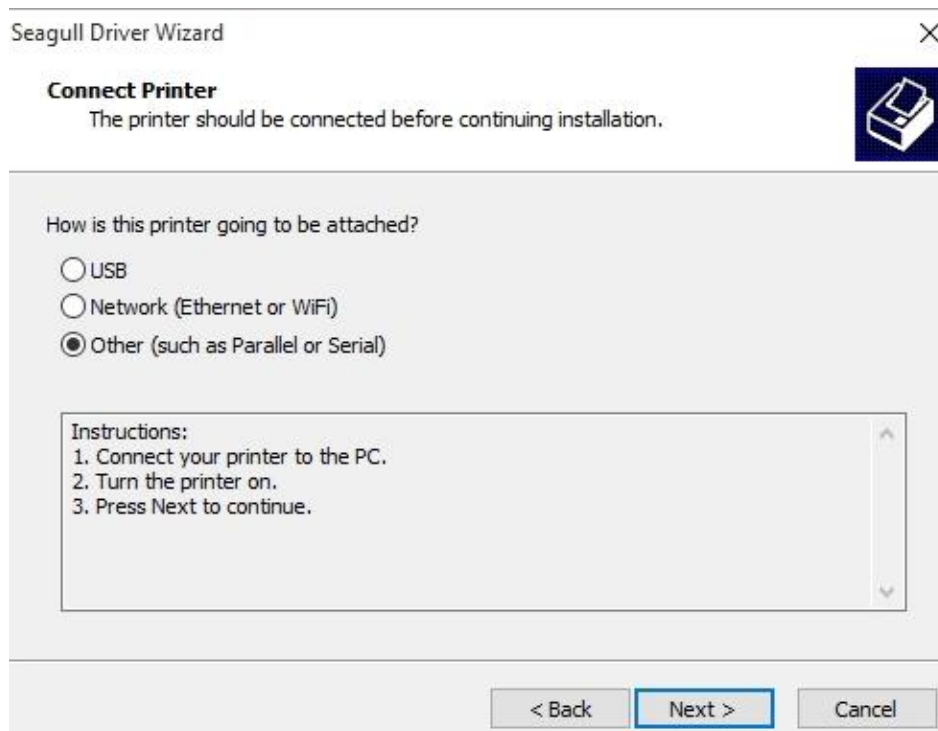 Seagull Driver Wizard
Connect Printer
The printer should be connected before continuing installation.
How is this printer going to be attached?
USB
Network (Ethernet or WiFi)
Other (such as Parallel or Serial)
Instructions:
1. Connect your printer to the PC.
2. Turn the printer on.
3. Press Next to continue.
< Back Next > Cancel